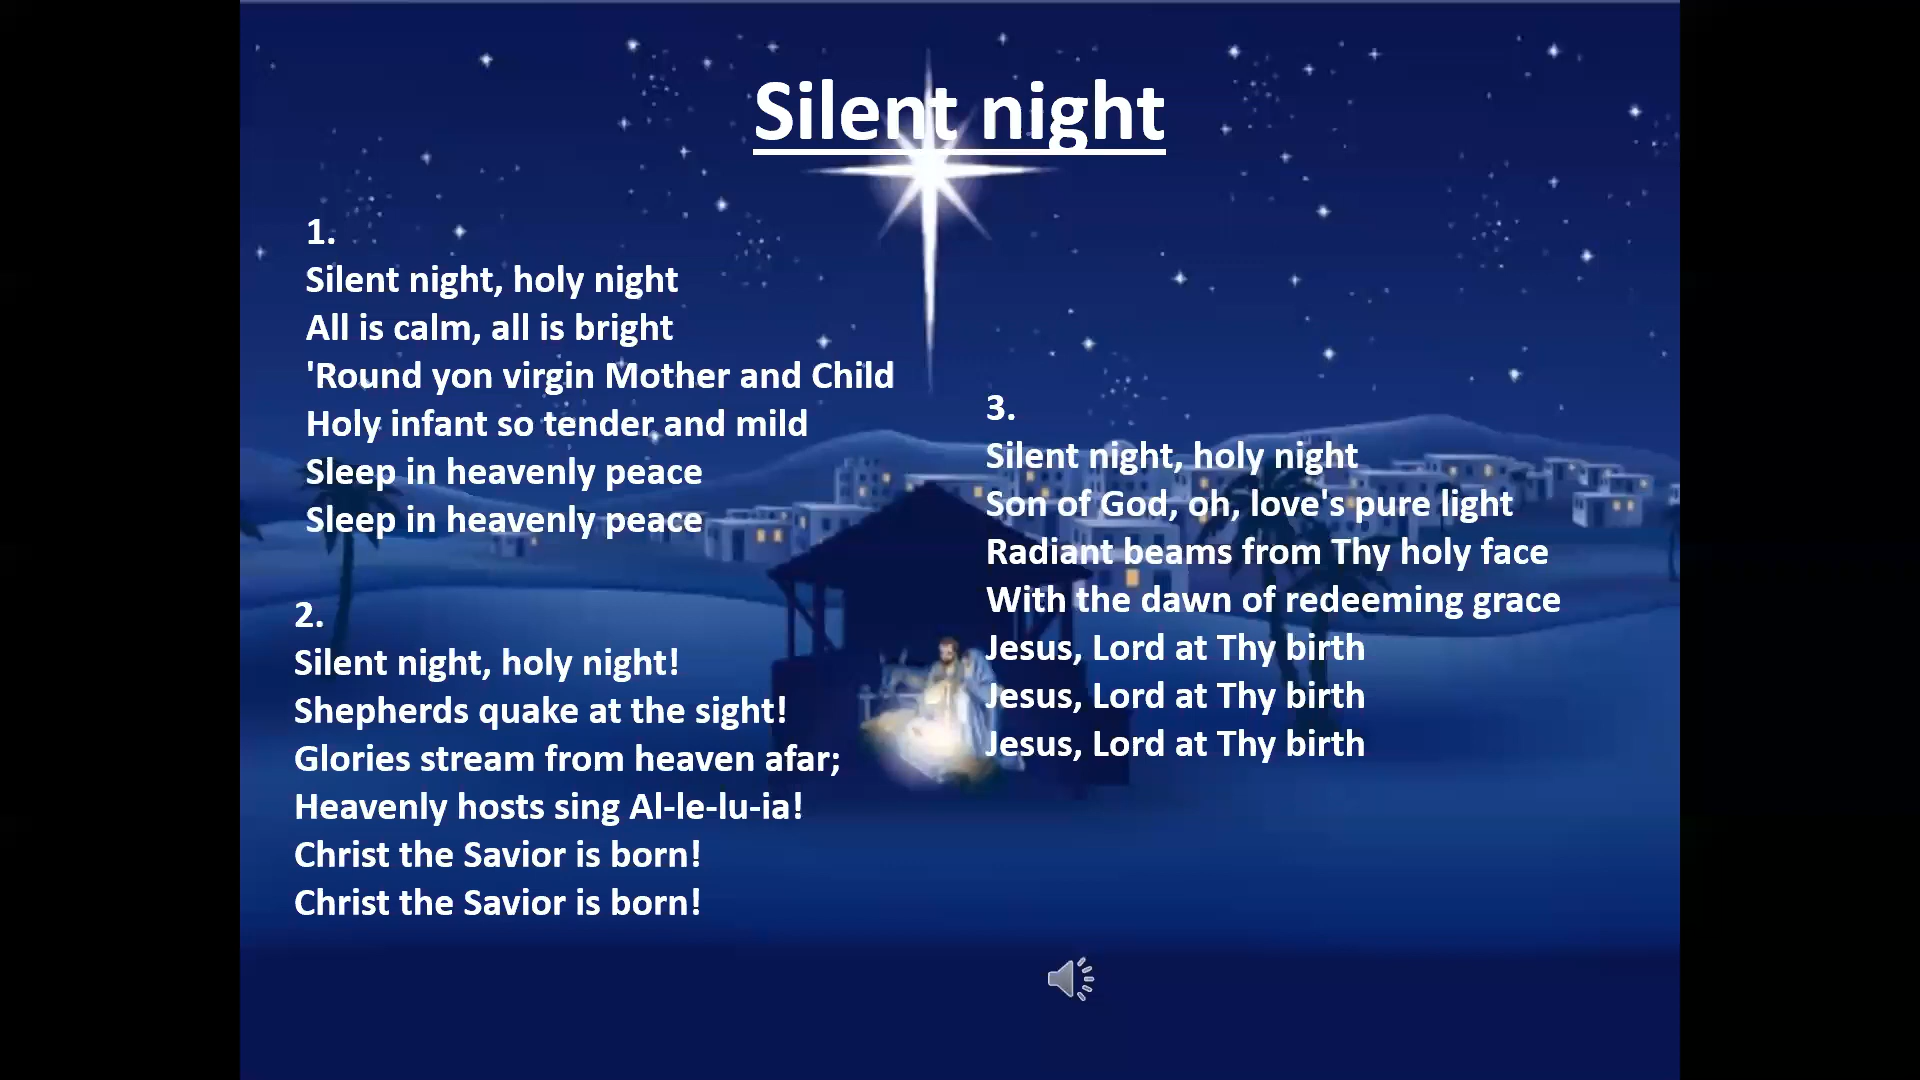 Silent night
1.
Silent night, holy night
All is calm, all is bright
'Round yon virgin Mother and Child
Holy infant so tender and mild
Sleep in heavenly peace
Sleep in heavenly peace
2.
Silent night, holy night!
Shepherds quake at the sight!
Glories stream from heaven afar;
Heavenly hosts sing Al-le-lu-ia!
Christ the Savior is born!
Christ the Savior is born!
3.
Silent night, holy night
Son of God, oh, love's pure light
Radiant beams from Thy holy face
With the dawn of redeeming grace
Jesus, Lord at Thy birth
Jesus, Lord at Thy birth
Jesus, Lord at Thy birth